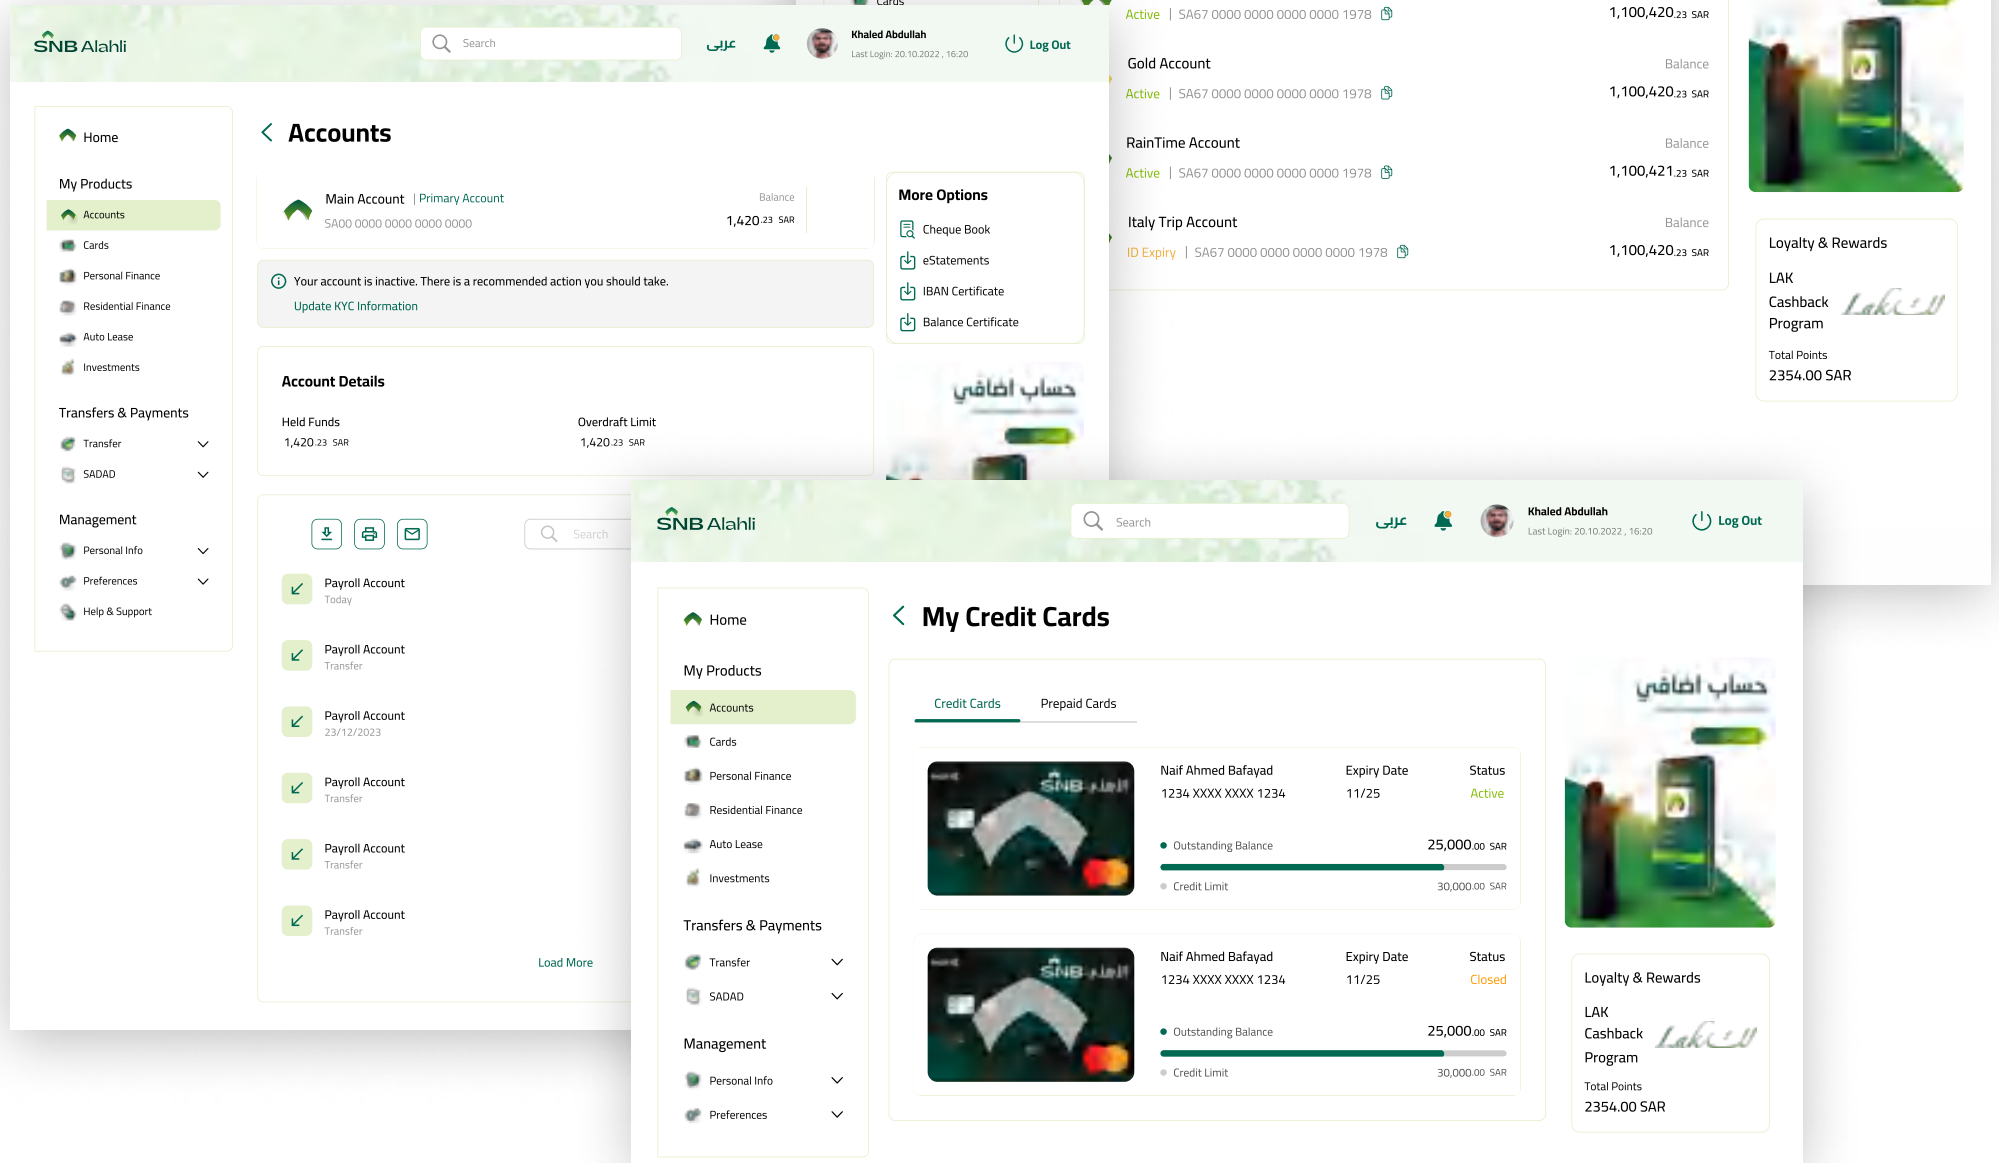 SNB Alahli
Search
عربى
Khaled Abdullah
Last Login: 20.10.2022 , 16:20
Log Out
Home
My Products
Accounts
Cards
Personal Finance
Residential Finance
Auto Lease
Investments
Transfers & Payments
Transfer
SADAD
Management
Personal Info
Preferences
Help & Support
Accounts
Main Account | Primary Account
SA00 0000 0000 0000 0000
Balance
1,420.23 SAR
Your account is inactive. There is a recommended action you should take.
Update KYC Information
Account Details
Held Funds
1,420.23 SAR
Overdraft Limit
1,420.23 SAR
Search
Payroll Account
Today
Payroll Account
Transfer
Payroll Account
23/12/2023
Payroll Account
Transfer
Payroll Account
Transfer
Payroll Account
Transfer
Load More
More Options
Cheque Book
eStatements
IBAN Certificate
Balance Certificate
حساب اضافي
Cards
Active | SA67 0000 0000 0000 0000 1978
1,100,420.23 SAR
Gold Account
Balance
Active | SA67 0000 0000 0000 0000 1978
1,100,420.23 SAR
RainTime Account
Balance
Active | SA67 0000 0000 0000 0000 1978
1,100,421.23 SAR
Italy Trip Account
Balance
ID Expiry | SA67 0000 0000 0000 0000 1978
1,100,420.23 SAR
Loyalty & Rewards
LAK
Cashback
Program
Lak لك
Total Points
2354.00 SAR
SNB Alahli
Search
عربى
Khaled Abdullah
Last Login: 20.10.2022 , 16:20
Log Out
Home
My Products
Accounts
Cards
Personal Finance
Residential Finance
Auto Lease
Investments
Transfers & Payments
Transfer
SADAD
Management
Personal Info
Preferences
My Credit Cards
Credit Cards
Prepaid Cards
SNB الأهلي
Naif Ahmed Bafayad
1234 XXXX XXXX 1234
Expiry Date
11/25
Status
Active
Outstanding Balance
25,000.00 SAR
Credit Limit
30,000.00 SAR
SNB الأهلي
Naif Ahmed Bafayad
1234 XXXX XXXX 1234
Expiry Date
11/25
Status
Closed
Outstanding Balance
25,000.00 SAR
Credit Limit
30,000.00 SAR
حساب اضافي
Loyalty & Rewards
LAK
Cashback
Program
Lak لك
Total Points
2354.00 SAR